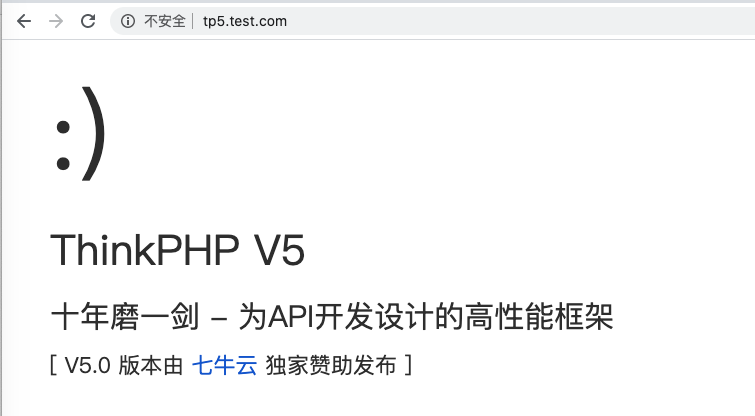 不安全 | tp5.test.com
:)
ThinkPHP V5
十年磨一剑 - 为API开发设计的高性能框架
[ V5.0 版本由 七牛云 独家赞助发布 ]